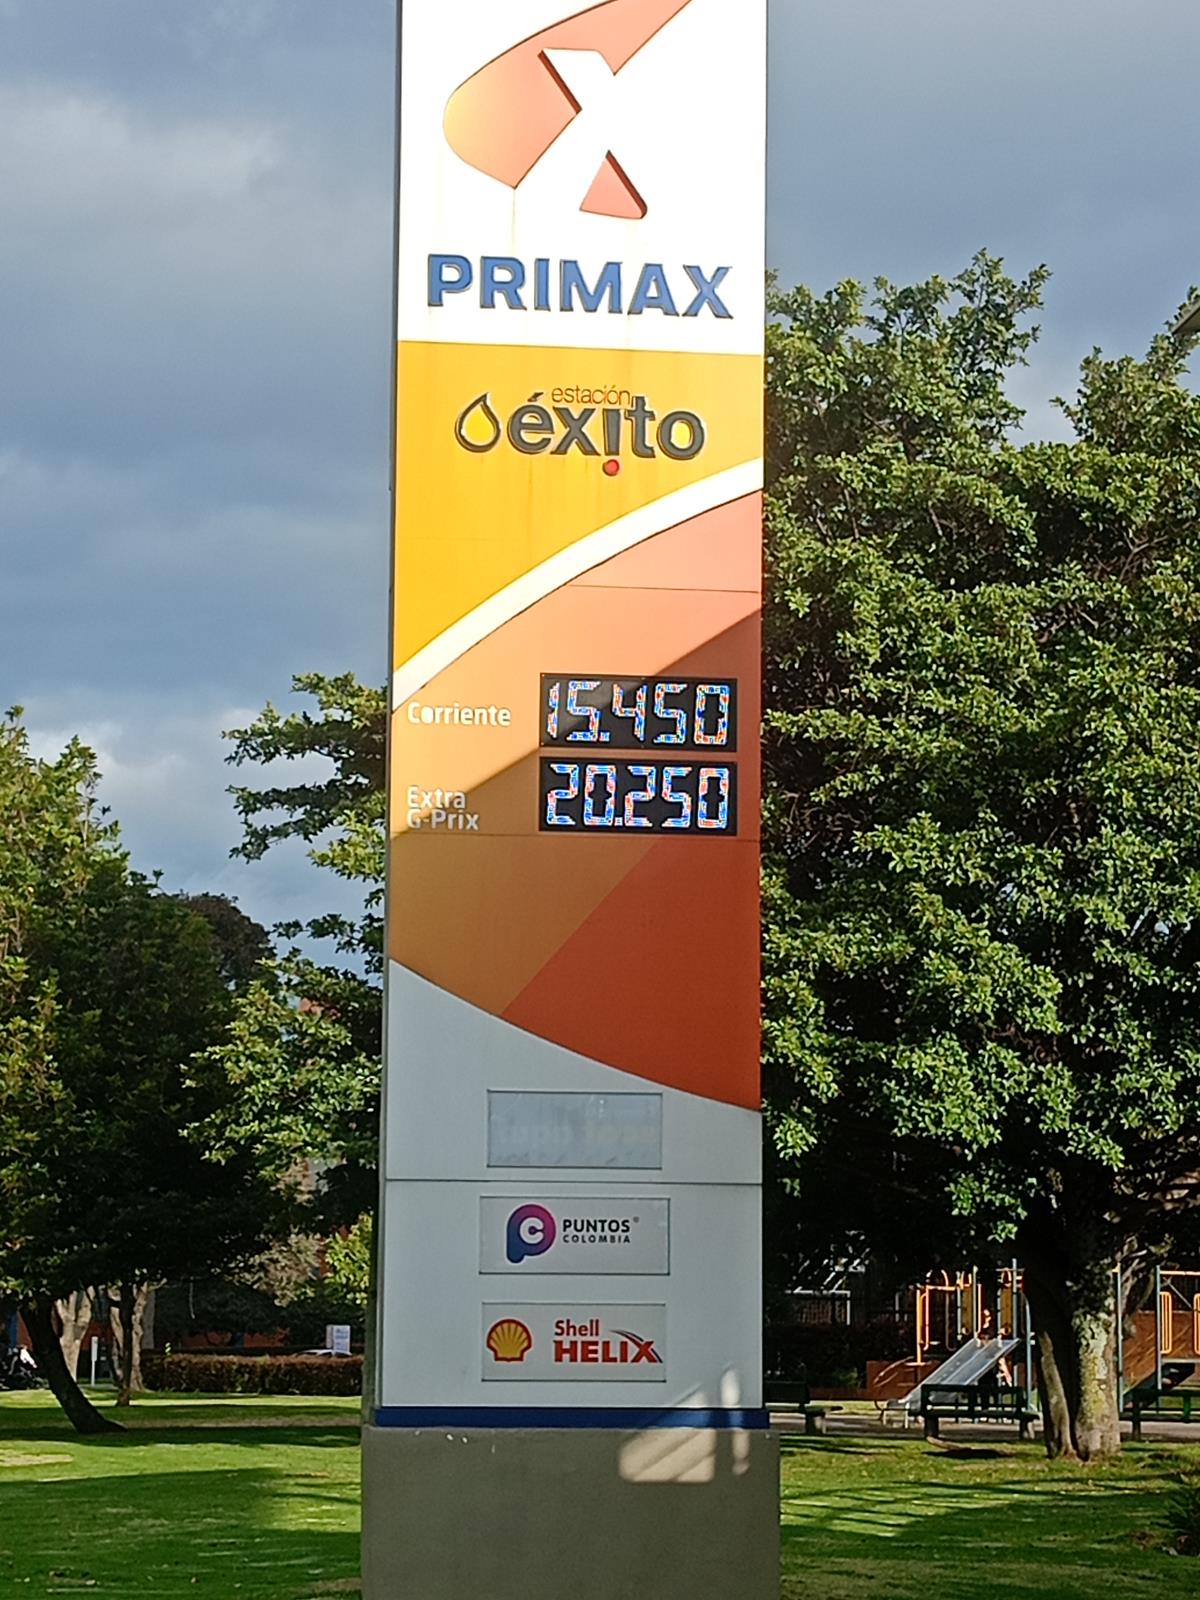 PRIMAX
estación
éxito
Corriente 15.450
Extra
G-Prix 20.250
PUNTOS®
COLOMBIA
Shell
HELIX